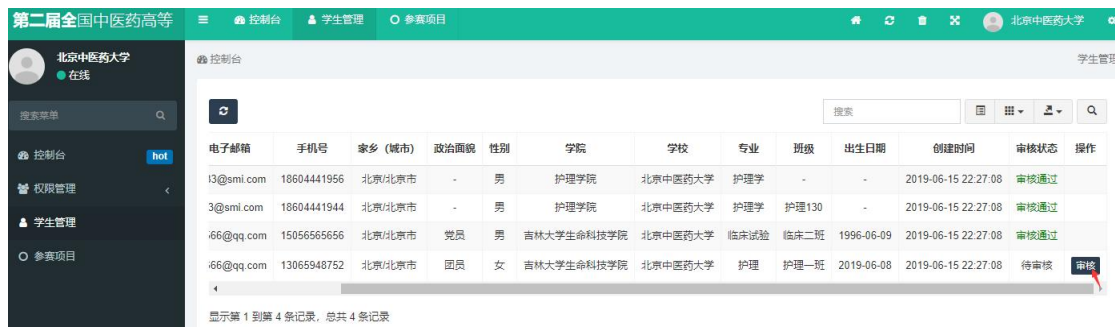 第二届全国中医药高等
控制台 学生管理 参赛项目 北京中医药大学
北京中医药大学
在线
控制台 学生管理
搜索菜单
搜索
控制台 hot
权限管理
学生管理
参赛项目
电子邮箱 手机号 家乡（城市） 政治面貌 性别 学院 学校 专业 班级 出生日期 创建时间 审核状态 操作
3@smi.com 18604441956 北京/北京市 - 男 护理学院 北京中医药大学 护理学 - - 2019-06-15 22:27:08 审核通过
3@smi.com 18604441944 北京/北京市 - 男 护理学院 北京中医药大学 护理学 护理130 - 2019-06-15 22:27:08 审核通过
66@qq.com 15056565656 北京/北京市 党员 男 吉林大学生命科技学院 北京中医药大学 临床试验 临床二班 1996-06-09 2019-06-15 22:27:08 审核通过
66@qq.com 13065948752 北京/北京市 团员 女 吉林大学生命科技学院 北京中医药大学 护理 护理一班 2019-06-08 2019-06-15 22:27:08 待审核 审核
显示第 1 到第 4 条记录，总共 4 条记录